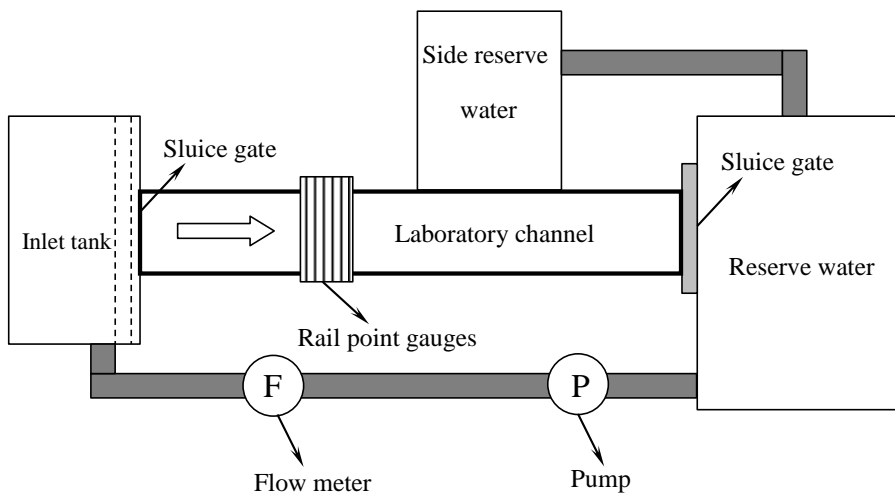 Side reserve
water
Sluice gate
Sluice gate
Inlet tank
Laboratory channel
Reserve water
Rail point gauges
F
P
Flow meter
Pump